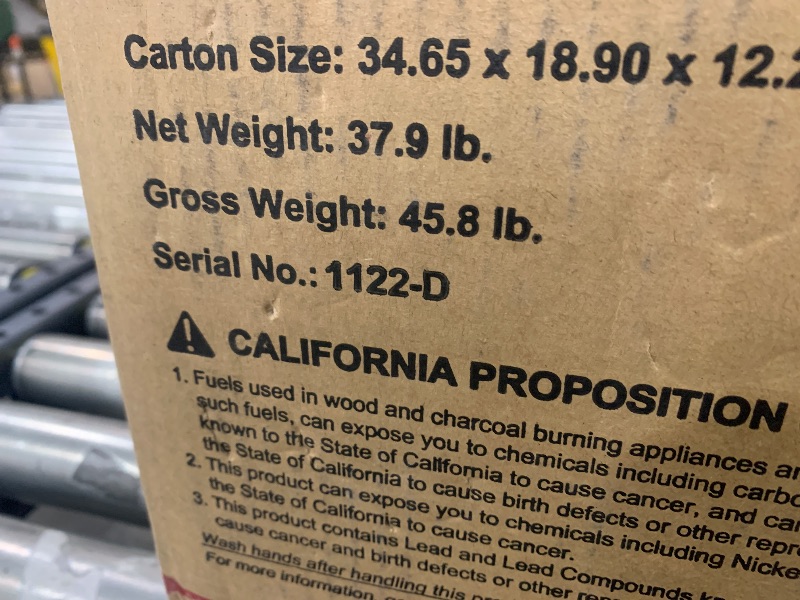 Carton Size: 34.65 x 18.90 x 12.2
Net Weight: 37.9 lb.
Gross Weight: 45.8 lb.
Serial No.: 1122-D
CALIFORNIA PROPOSITION
1. Fuels used in wood and charcoal burning appliances
such fuels, can expose you to chemicals including
known to the State of California to cause cancer, and
the State of California to cause birth defects or other
2. This product can expose you to chemicals including
the State of California to cause cancer.
3. This product contains Lead and Lead Compounds
cause cancer and birth defects or other
Wash hands after handling this
For more information,